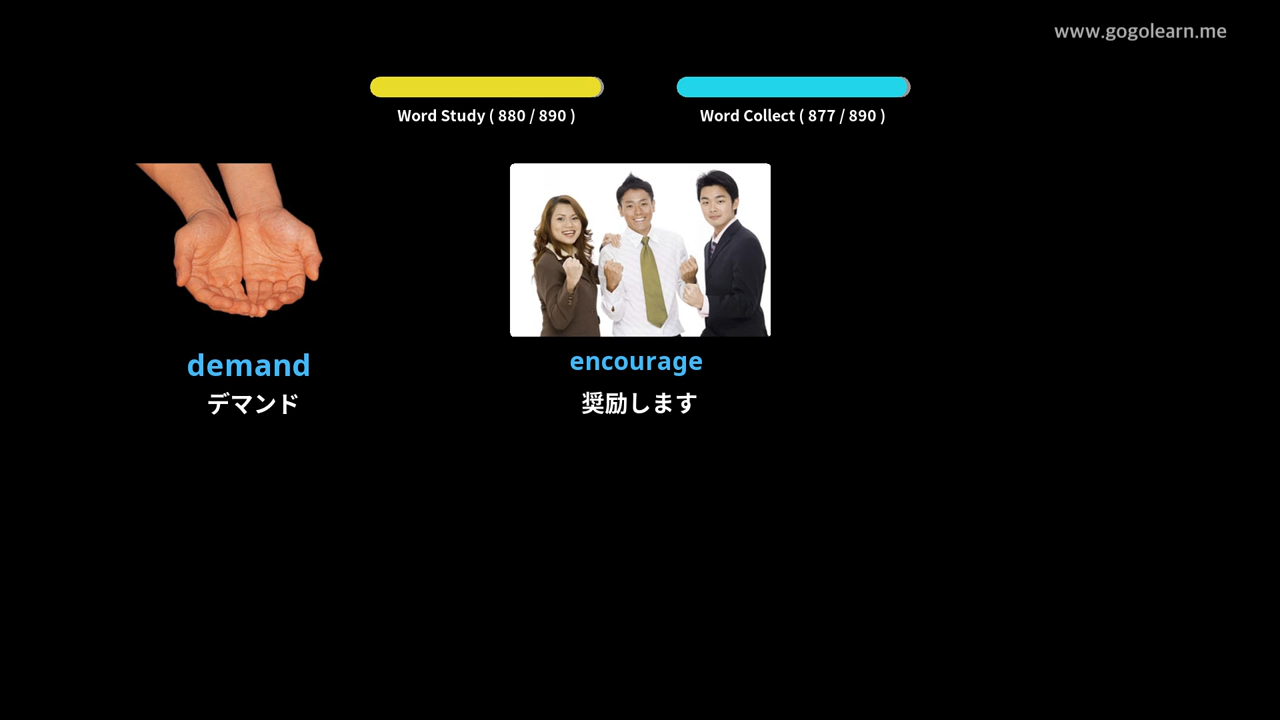 www.gogolearn.me
Word Study ( 880 / 890 )
Word Collect ( 877 / 890 )
demand
デマンド
encourage
奨励します